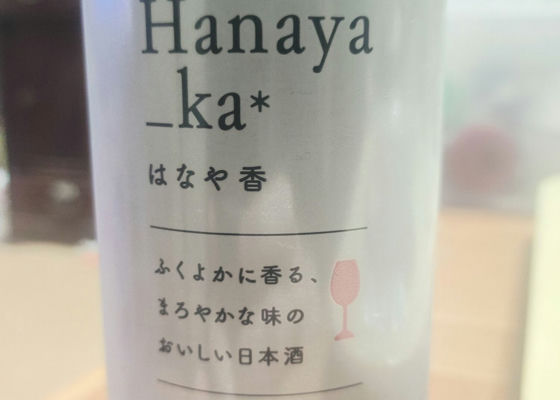 Hanaya
_ka*
はなや香
ふくよかに香る、
まろやかな味の
おいしい日本酒